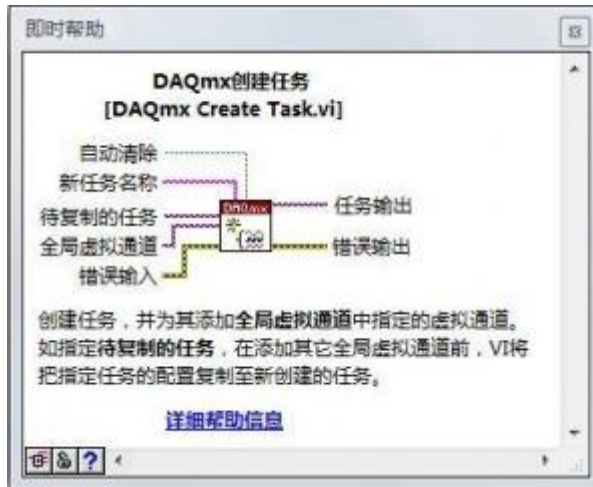 即时帮助
DAQmx创建任务
[DAQmx Create Task.vi]
自动清除
新任务名称
待复制的任务
全局虚拟通道
错误输入
DAQmx
任务输出
错误输出
创建任务，并为其添加全局虚拟通道中指定的虚拟通道。
如指定待复制的任务，在添加其它全局虚拟通道前，VI将
把指定任务的配置复制至新创建的任务。
详细帮助信息
?